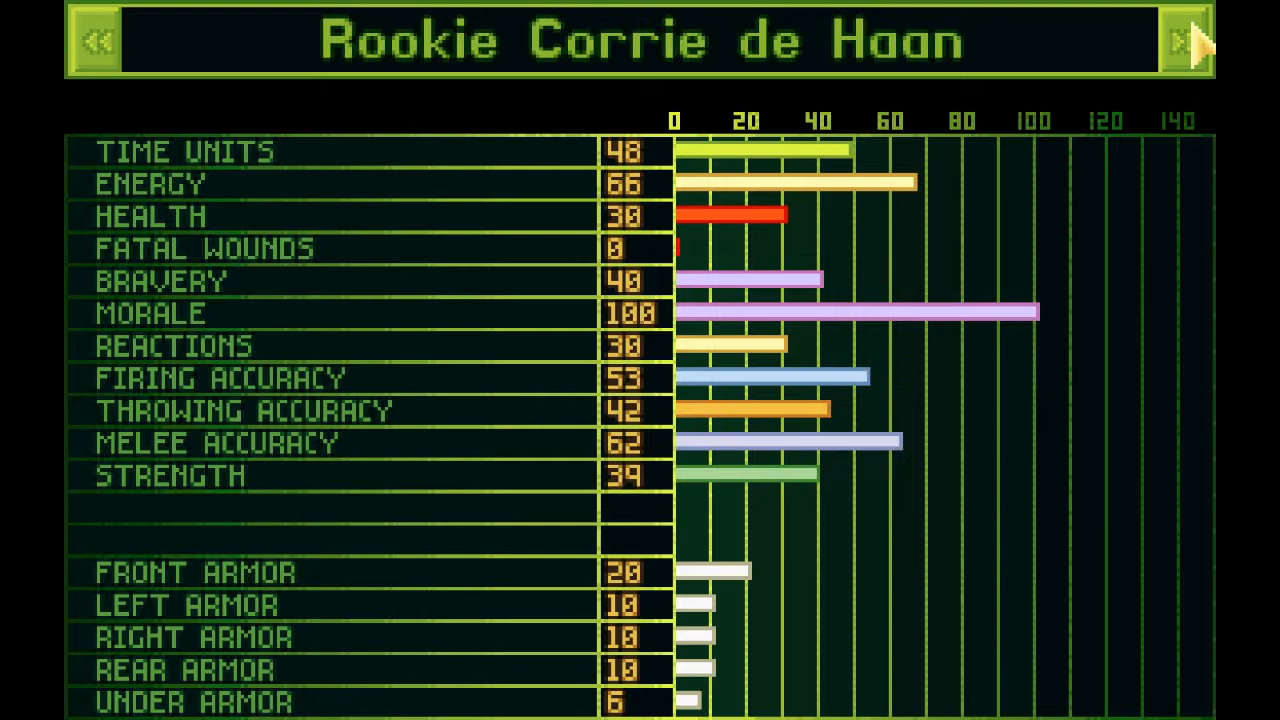 Rookie Corrie de Haan
0 20 40 60 80 100 120 140
TIME UNITS 48
ENERGY 66
HEALTH 30
FATAL WOUNDS 0
BRAVERY 40
MORALE 100
REACTIONS 30
FIRING ACCURACY 53
THROWING ACCURACY 42
MELEE ACCURACY 62
STRENGTH 39
FRONT ARMOR 20
LEFT ARMOR 10
RIGHT ARMOR 10
REAR ARMOR 10
UNDER ARMOR 6